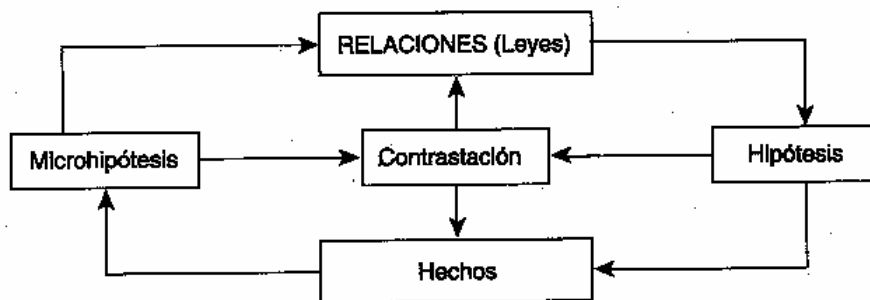 RELACIONES (Leyes)
Microhipótesis
Contrastación
Hipótesis
Hechos